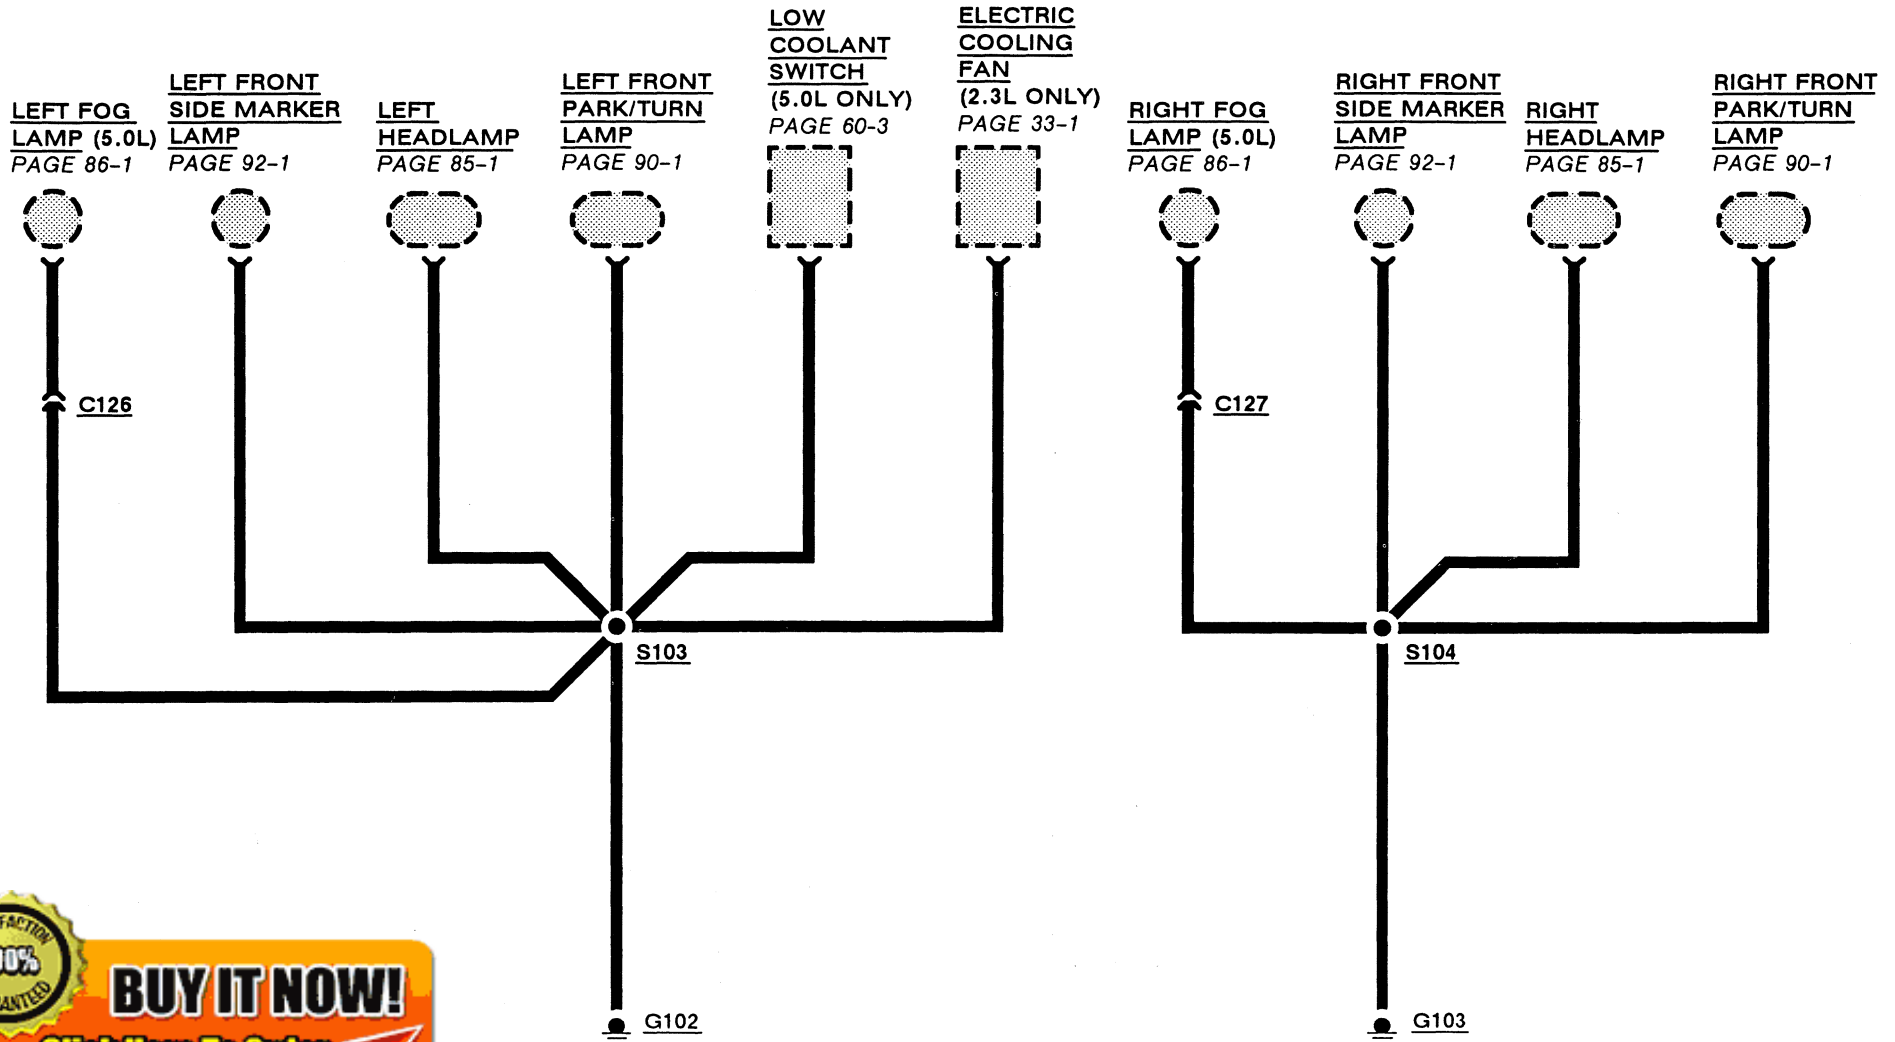 LEFT FOG
LAMP (5.0L)
PAGE 86-1
LEFT FRONT
SIDE MARKER
LAMP
PAGE 92-1
LEFT
HEADLAMP
PAGE 85-1
LEFT FRONT
PARK/TURN
LAMP
PAGE 90-1
LOW
COOLANT
SWITCH
(5.0L ONLY)
PAGE 60-3
ELECTRIC
COOLING
FAN
(2.3L ONLY)
PAGE 33-1
RIGHT FOG
LAMP (5.0L)
PAGE 86-1
RIGHT FRONT
SIDE MARKER
LAMP
PAGE 92-1
RIGHT
HEADLAMP
PAGE 85-1
RIGHT FRONT
PARK/TURN
LAMP
PAGE 90-1
C126
C127
S103
S104
G102
G103
BUY IT NOW!